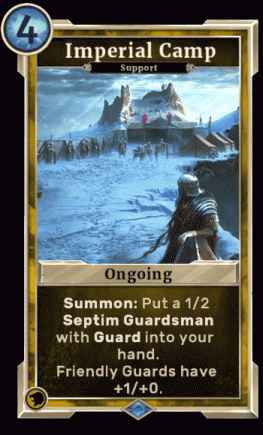 4
Imperial Camp
Support
Ongoing
Summon: Put a 1/2
Septim Guardsman
with Guard into your
hand.
Friendly Guards have
+1/+0.